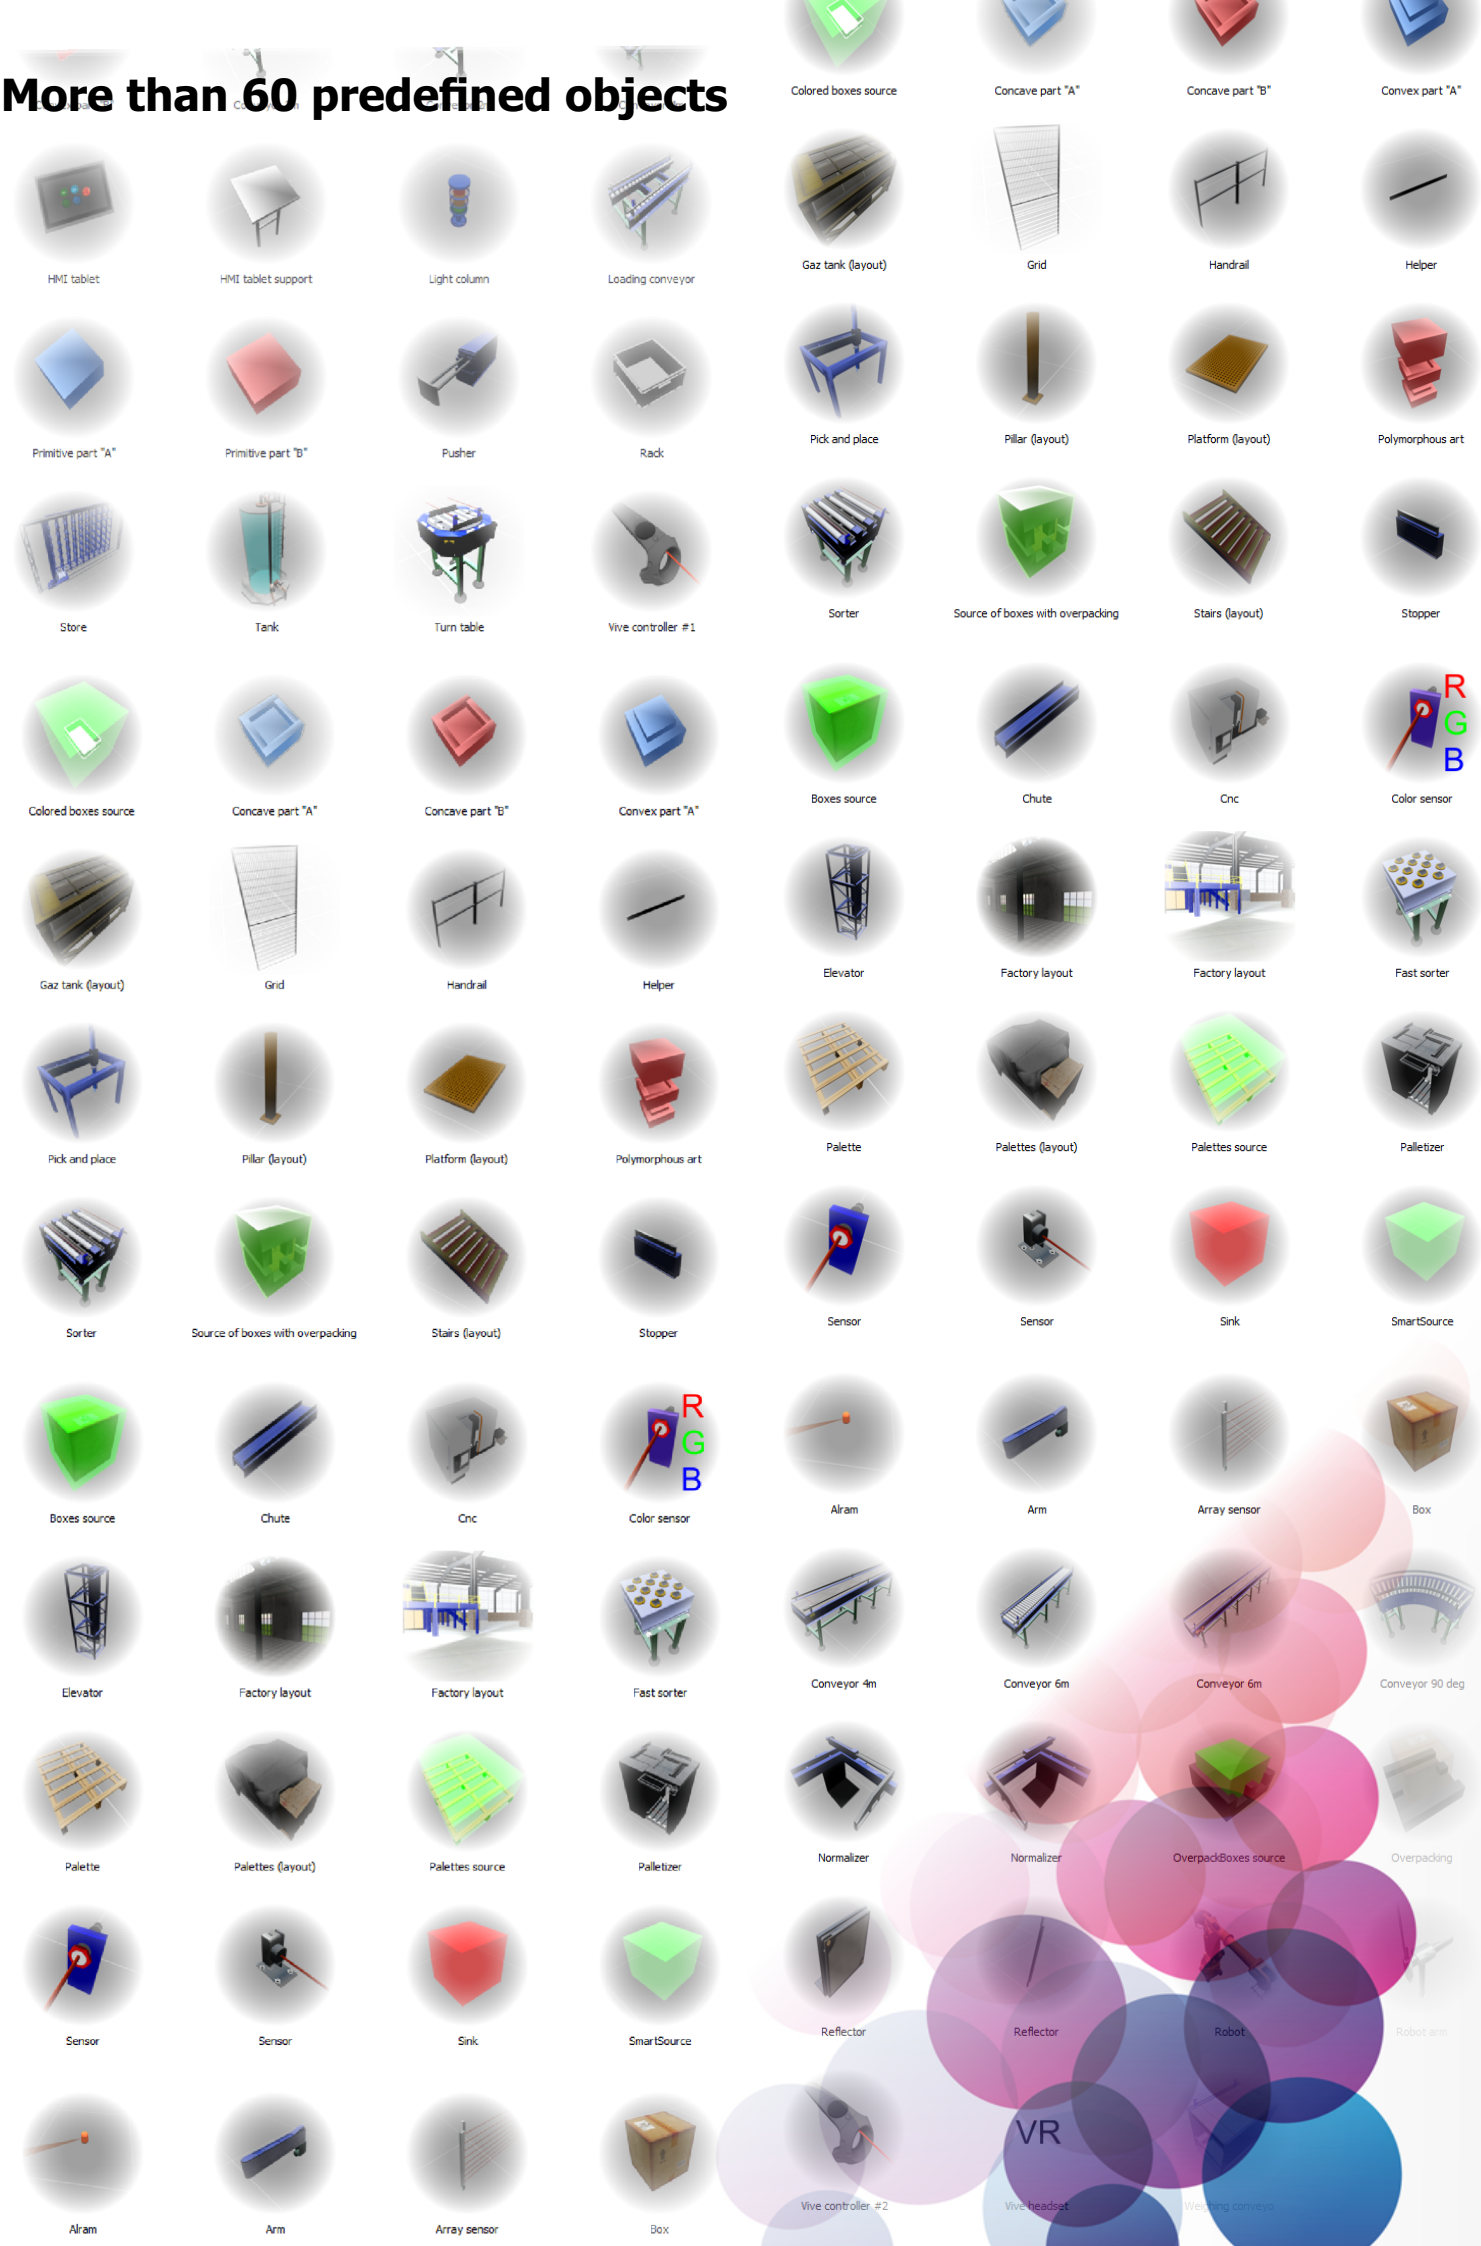 More than 60 predefined objects
Colored boxes source Concave part "A" Concave part "B" Convex part "A"
HMI tablet HMI tablet support Light column Loading conveyor
Gaz tank (layout) Grid Handrail Helper
Primitive part "A" Primitive part "B" Pusher Rack
Pick and place Pillar (layout) Platform (layout) Polymorphous art
Store Tank Turn table Vive controller #1
Sorter Source of boxes with overpacking Stairs (layout) Stopper
R
G
B
Colored boxes source Concave part "A" Concave part "B" Convex part "A"
Boxes source Chute Cnc Color sensor
Gaz tank (layout) Grid Handrail Helper
Elevator Factory layout Factory layout Fast sorter
Pick and place Pillar (layout) Platform (layout) Polymorphous art
Palette Palettes (layout) Palettes source Palletizer
Sorter Source of boxes with overpacking Stairs (layout) Stopper
Sensor Sensor Sink SmartSource
R
G
B
Boxes source Chute Cnc Color sensor
Alram Arm Array sensor Box
Elevator Factory layout Factory layout Fast sorter
Conveyor 4m Conveyor 6m Conveyor 6m Conveyor 90 deg
Palette Palettes (layout) Palettes source Palletizer
Normalizer Normalizer OverpackBoxes source Overpacking
Sensor Sensor Sink SmartSource
Reflector Reflector Robot Robot arm
VR
Alram Arm Array sensor Box
Vive controller #2 Vive headset Weighing conveyo